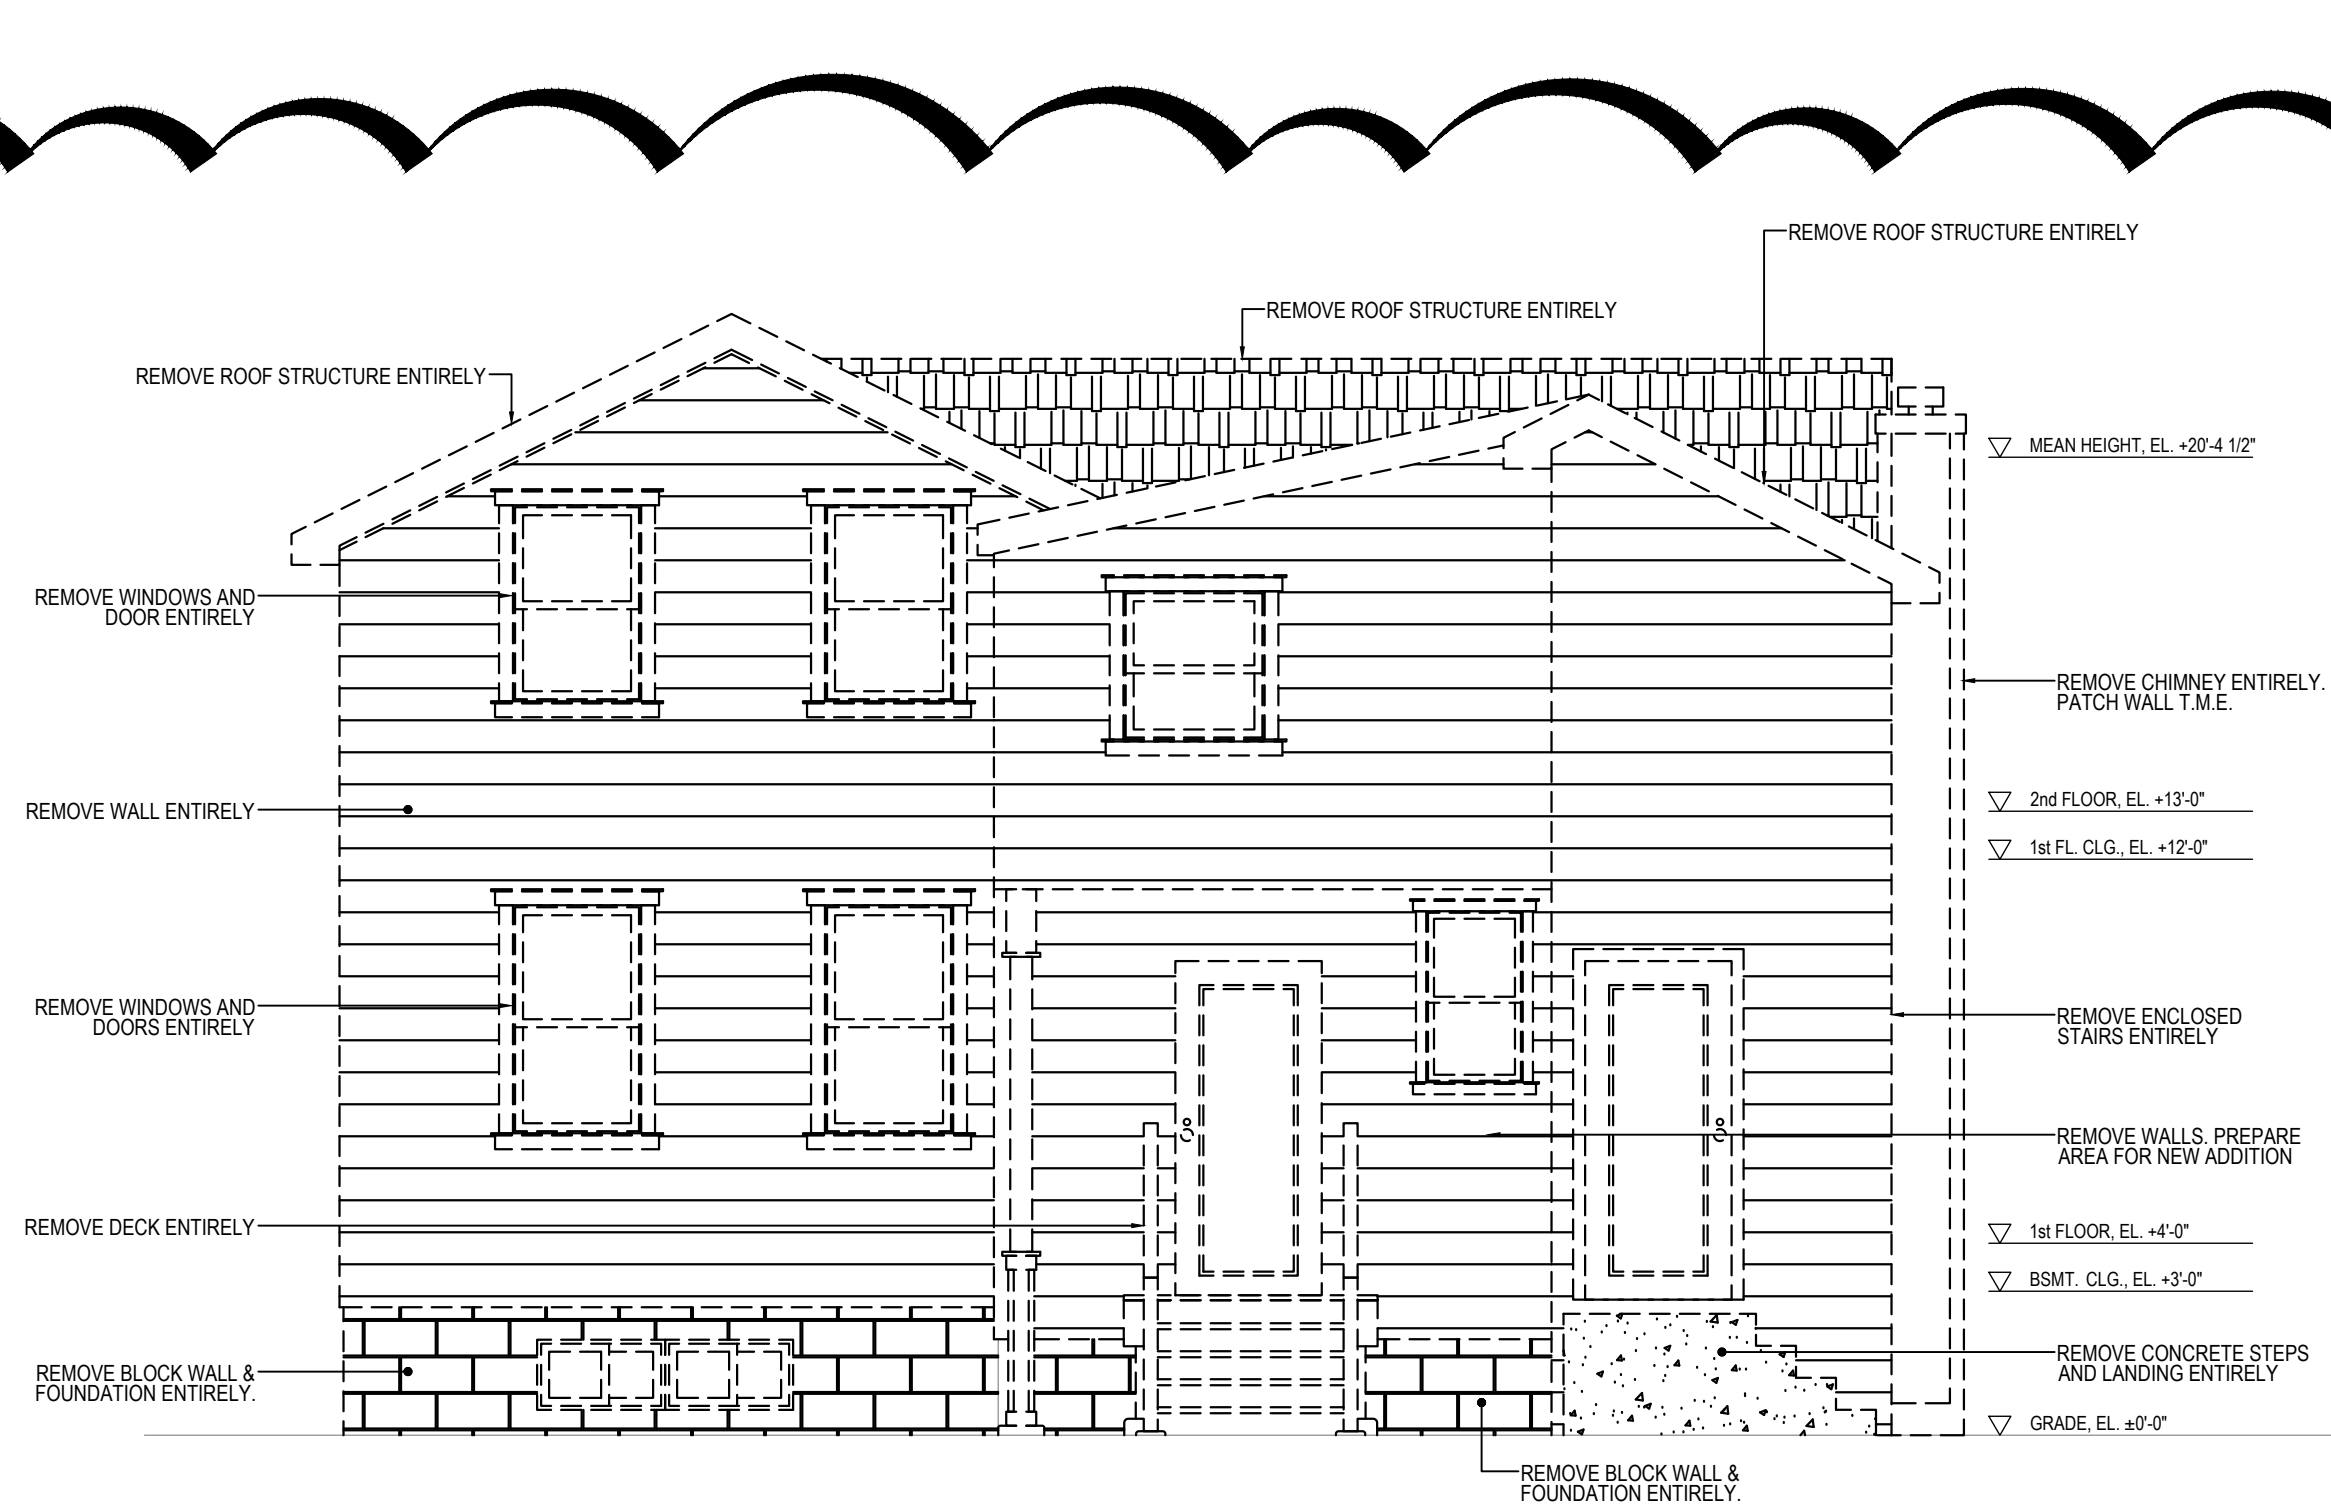 REMOVE ROOF STRUCTURE ENTIRELY
REMOVE ROOF STRUCTURE ENTIRELY
REMOVE ROOF STRUCTURE ENTIRELY
MEAN HEIGHT, EL. +20'-4 1/2"
REMOVE WINDOWS AND
DOOR ENTIRELY
REMOVE CHIMNEY ENTIRELY.
PATCH WALL T.M.E.
REMOVE WALL ENTIRELY
2nd FLOOR, EL. +13'-0"
1st FL. CLG., EL. +12'-0"
REMOVE WINDOWS AND
DOORS ENTIRELY
REMOVE ENCLOSED
STAIRS ENTIRELY
REMOVE WALLS. PREPARE
AREA FOR NEW ADDITION
REMOVE DECK ENTIRELY
1st FLOOR, EL. +4'-0"
BSMT. CLG., EL. +3'-0"
REMOVE BLOCK WALL &
FOUNDATION ENTIRELY.
REMOVE CONCRETE STEPS
AND LANDING ENTIRELY
GRADE, EL. ±0'-0"
REMOVE BLOCK WALL &
FOUNDATION ENTIRELY.